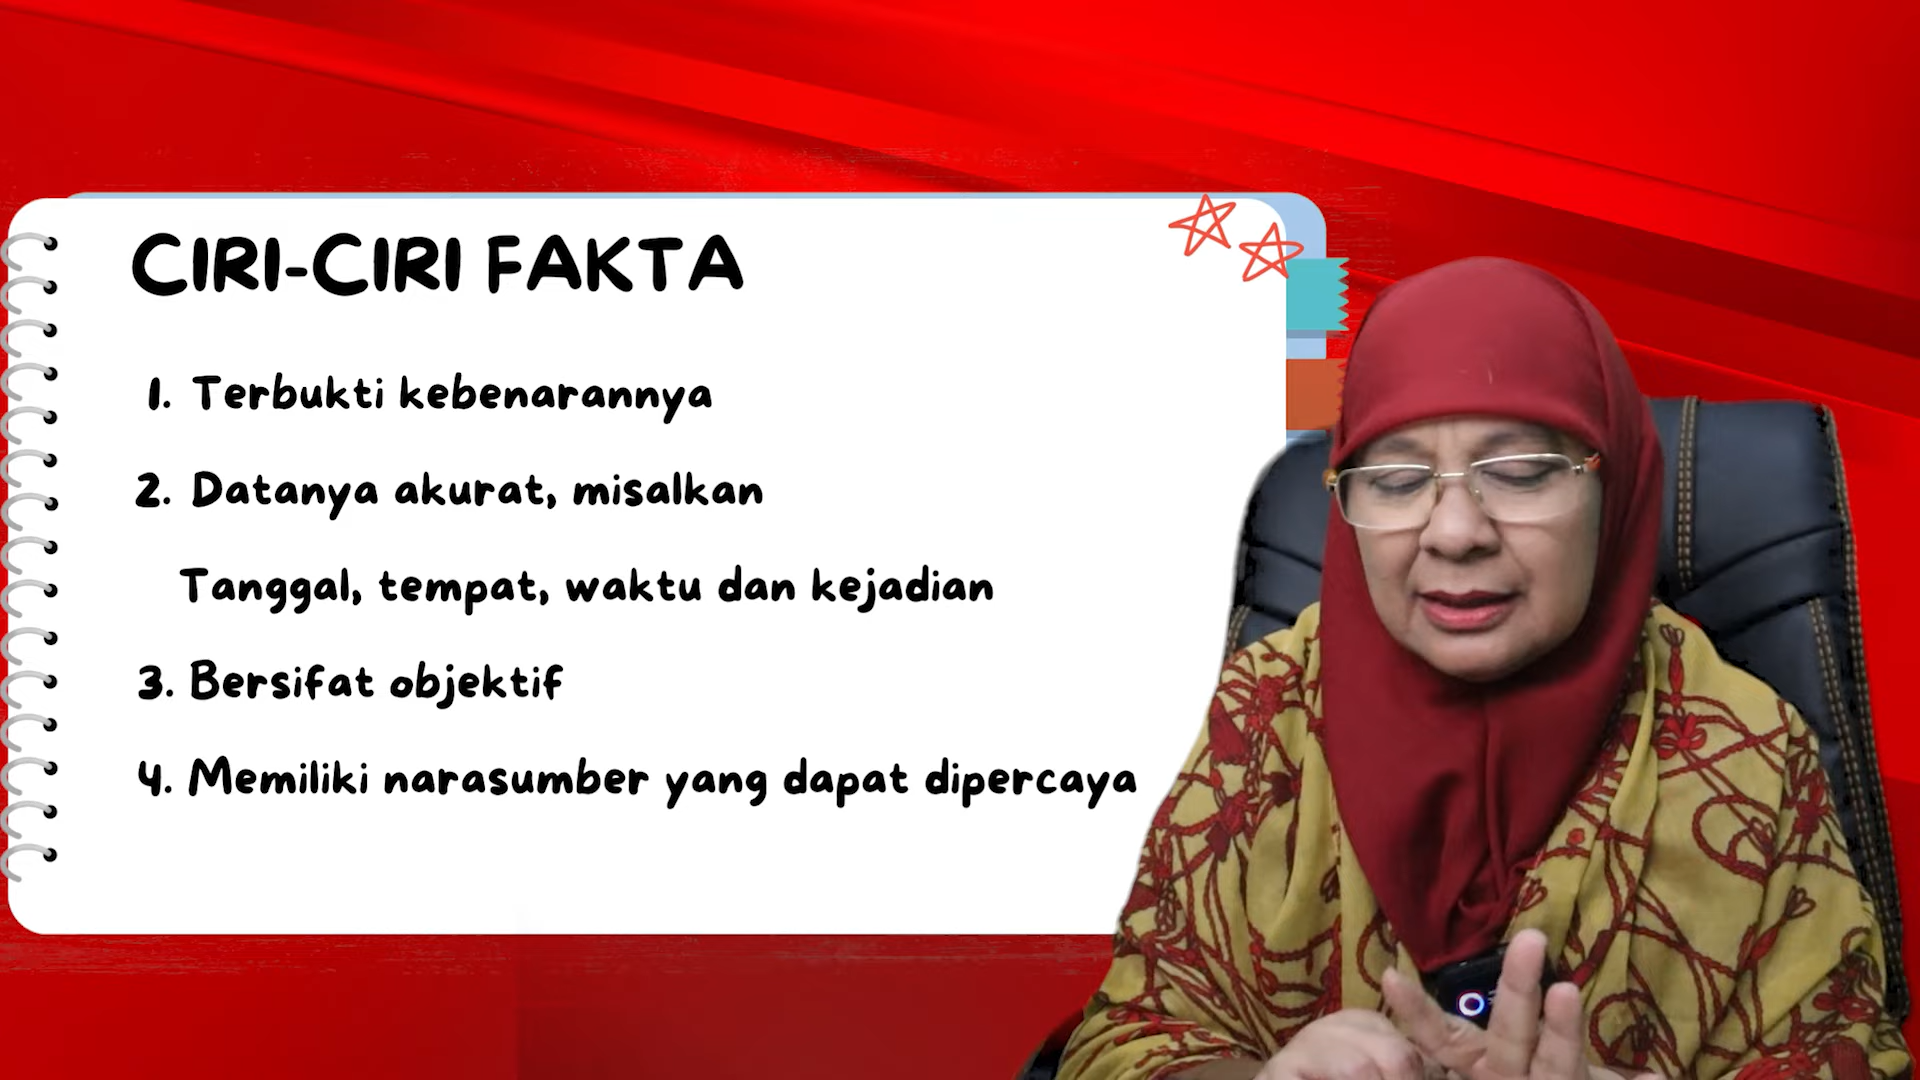 CIRI-CIRI FAKTA
1. Terbukti kebenarannya
2. Datanya akurat, misalkan
Tanggal, tempat, waktu dan kejadian
3. Bersifat objektif
4. Memiliki narasumber yang dapat dipercaya